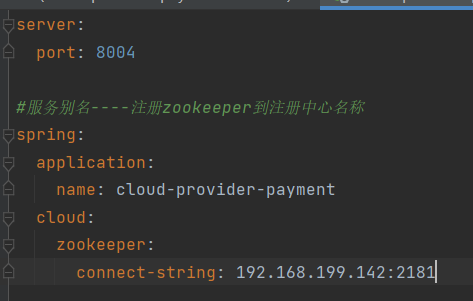 server:
  port: 8004
#服务别名----注册zookeeper到注册中心名称
spring:
  application:
    name: cloud-provider-payment
  cloud:
    zookeeper:
      connect-string: 192.168.199.142:2181